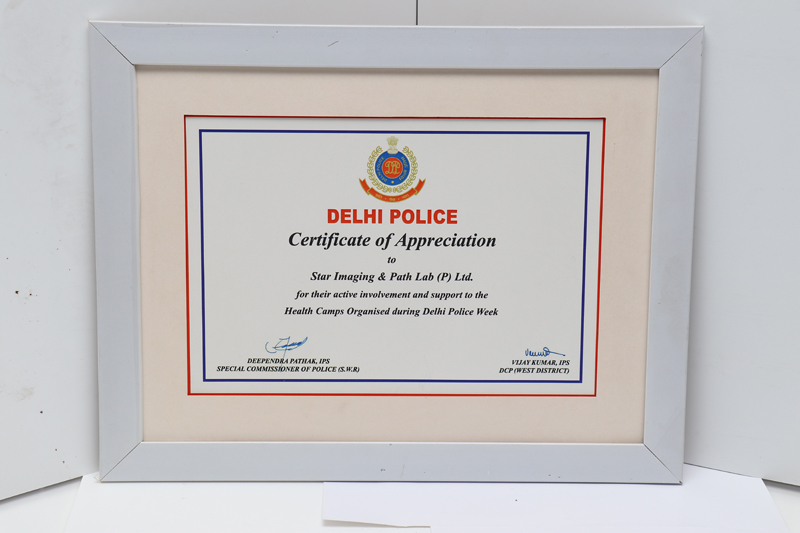 DELHI POLICE
Certificate of Appreciation
to
Star Imaging & Path Lab (P) Ltd.
for their active involvement and support to the
Health Camps Organised during Delhi Police Week
DEEPENDRA PATHAK, IPS
SPECIAL COMMISSIONER OF POLICE (S.W.R)
VIJAY KUMAR, IPS
DCP (WEST DISTRICT)